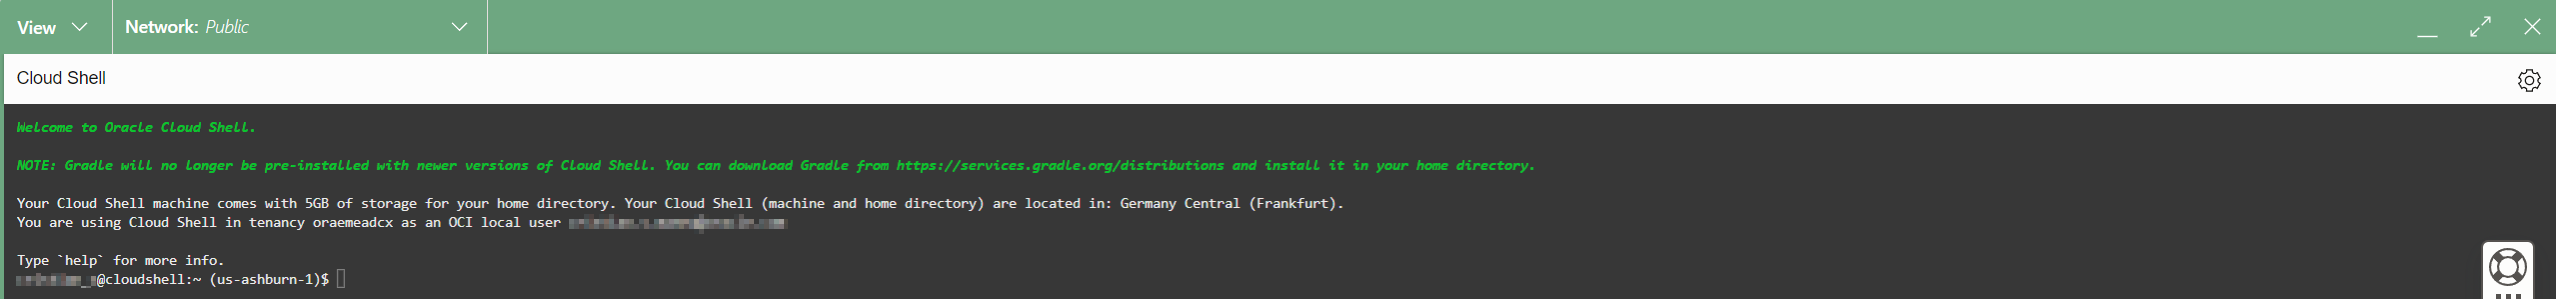 View
Network: Public
Cloud Shell
Welcome to Oracle Cloud Shell.
NOTE: Gradle will no longer be pre-installed with newer versions of Cloud Shell. You can download Gradle from https://services.gradle.org/distributions and install it in your home directory.
Your Cloud Shell machine comes with 5GB of storage for your home directory. Your Cloud Shell (machine and home directory) are located in: Germany Central (Frankfurt).
You are using Cloud Shell in tenancy oraemeadcx as an OCI local user
Type `help` for more info.
@cloudshell:~ (us-ashburn-1)$